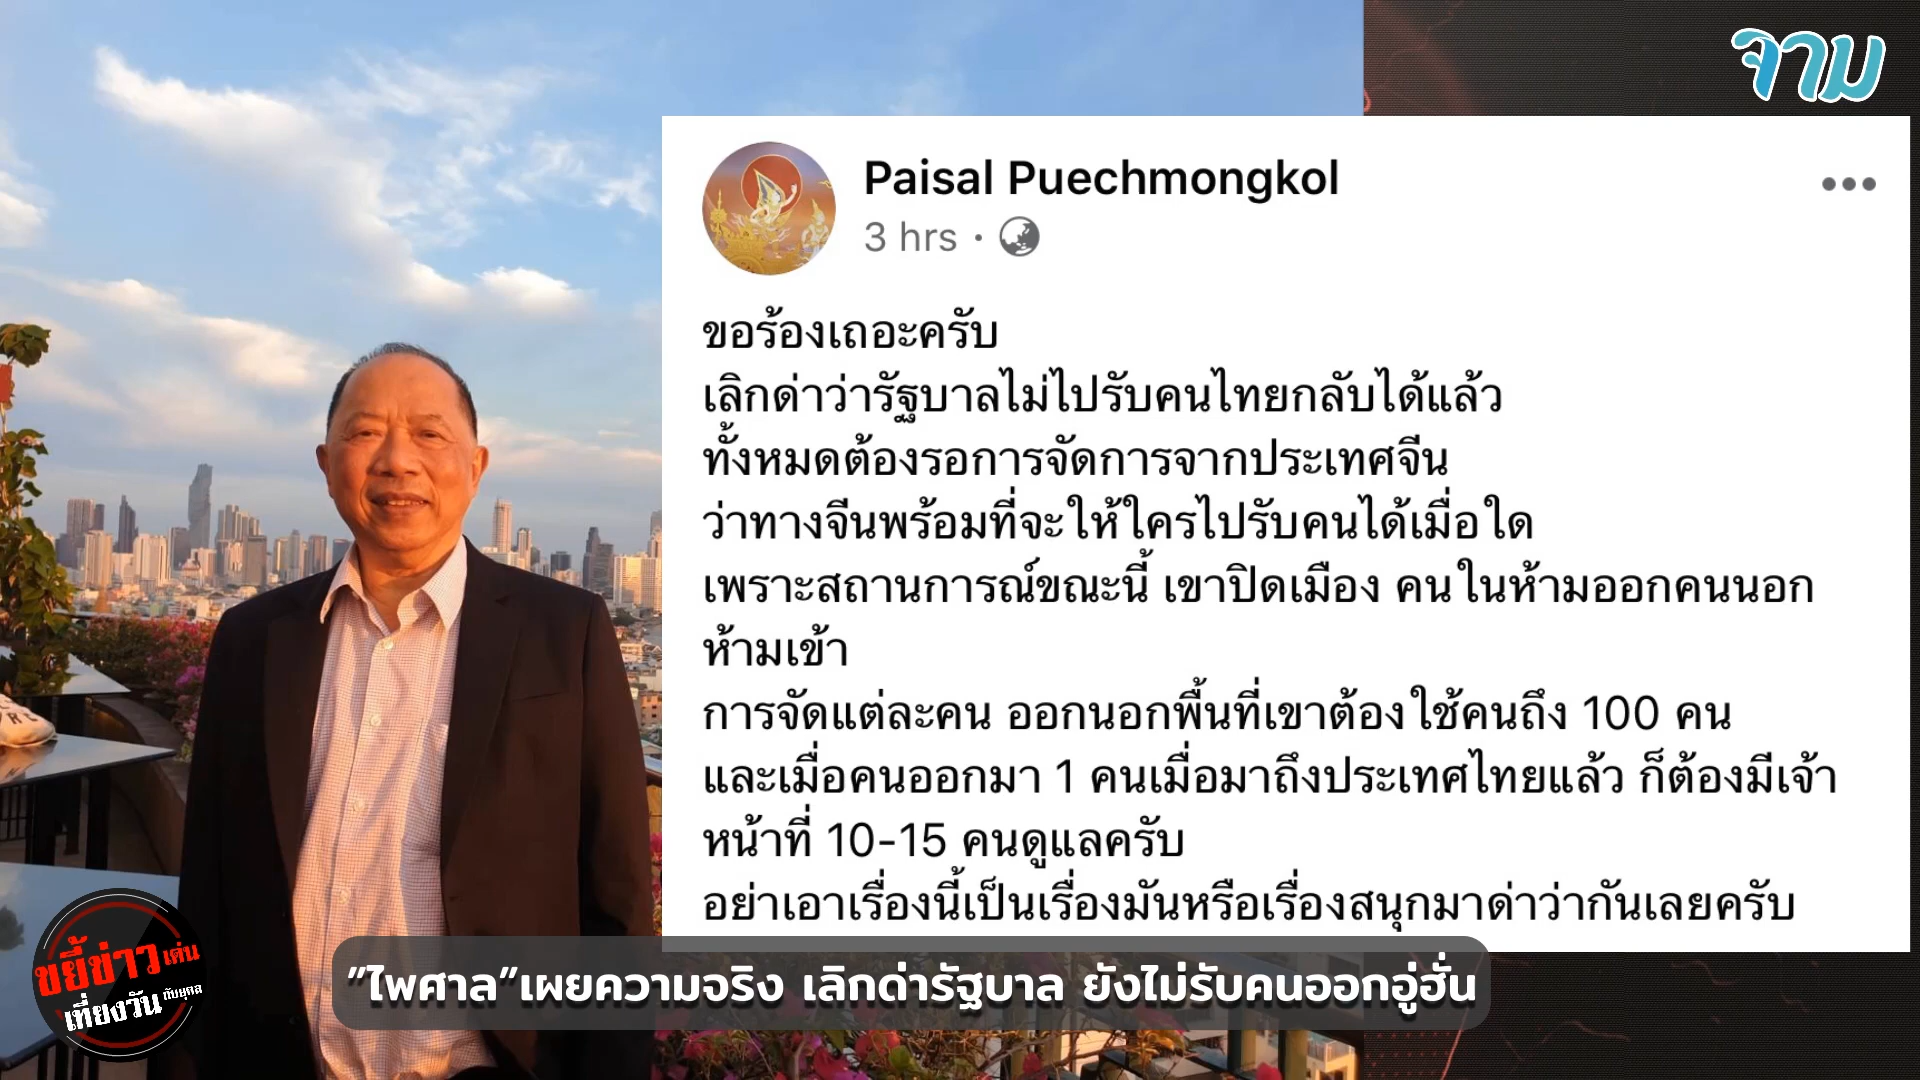 จาม
Paisal Puechmongkol
3 hrs ·
ขอร้องเถอะครับ
เลิกด่าว่ารัฐบาลไม่ไปรับคนไทยกลับได้แล้ว
ทั้งหมดต้องรอการจัดการจากประเทศจีน
ว่าทางจีนพร้อมที่จะให้ใครไปรับคนได้เมื่อใด
เพราะสถานการณ์ขณะนี้ เขาปิดเมือง คนในห้ามออกคนนอก
ห้ามเข้า
การจัดแต่ละคน ออกนอกพื้นที่เขาต้องใช้คนถึง 100 คน
และเมื่อคนออกมา 1 คนเมื่อมาถึงประเทศไทยแล้ว ก็ต้องมีเจ้า
หน้าที่ 10-15 คนดูแลครับ
อย่าเอาเรื่องนี้เป็นเรื่องมันหรือเรื่องสนุกมาด่าว่ากันเลยครับ
ขยี้ข่าวเด่น
เที่ยงวัน กับยุคล
"ไพศาล"เผยความจริง เลิกด่ารัฐบาล ยังไม่รับคนออกอู่ฮั่น